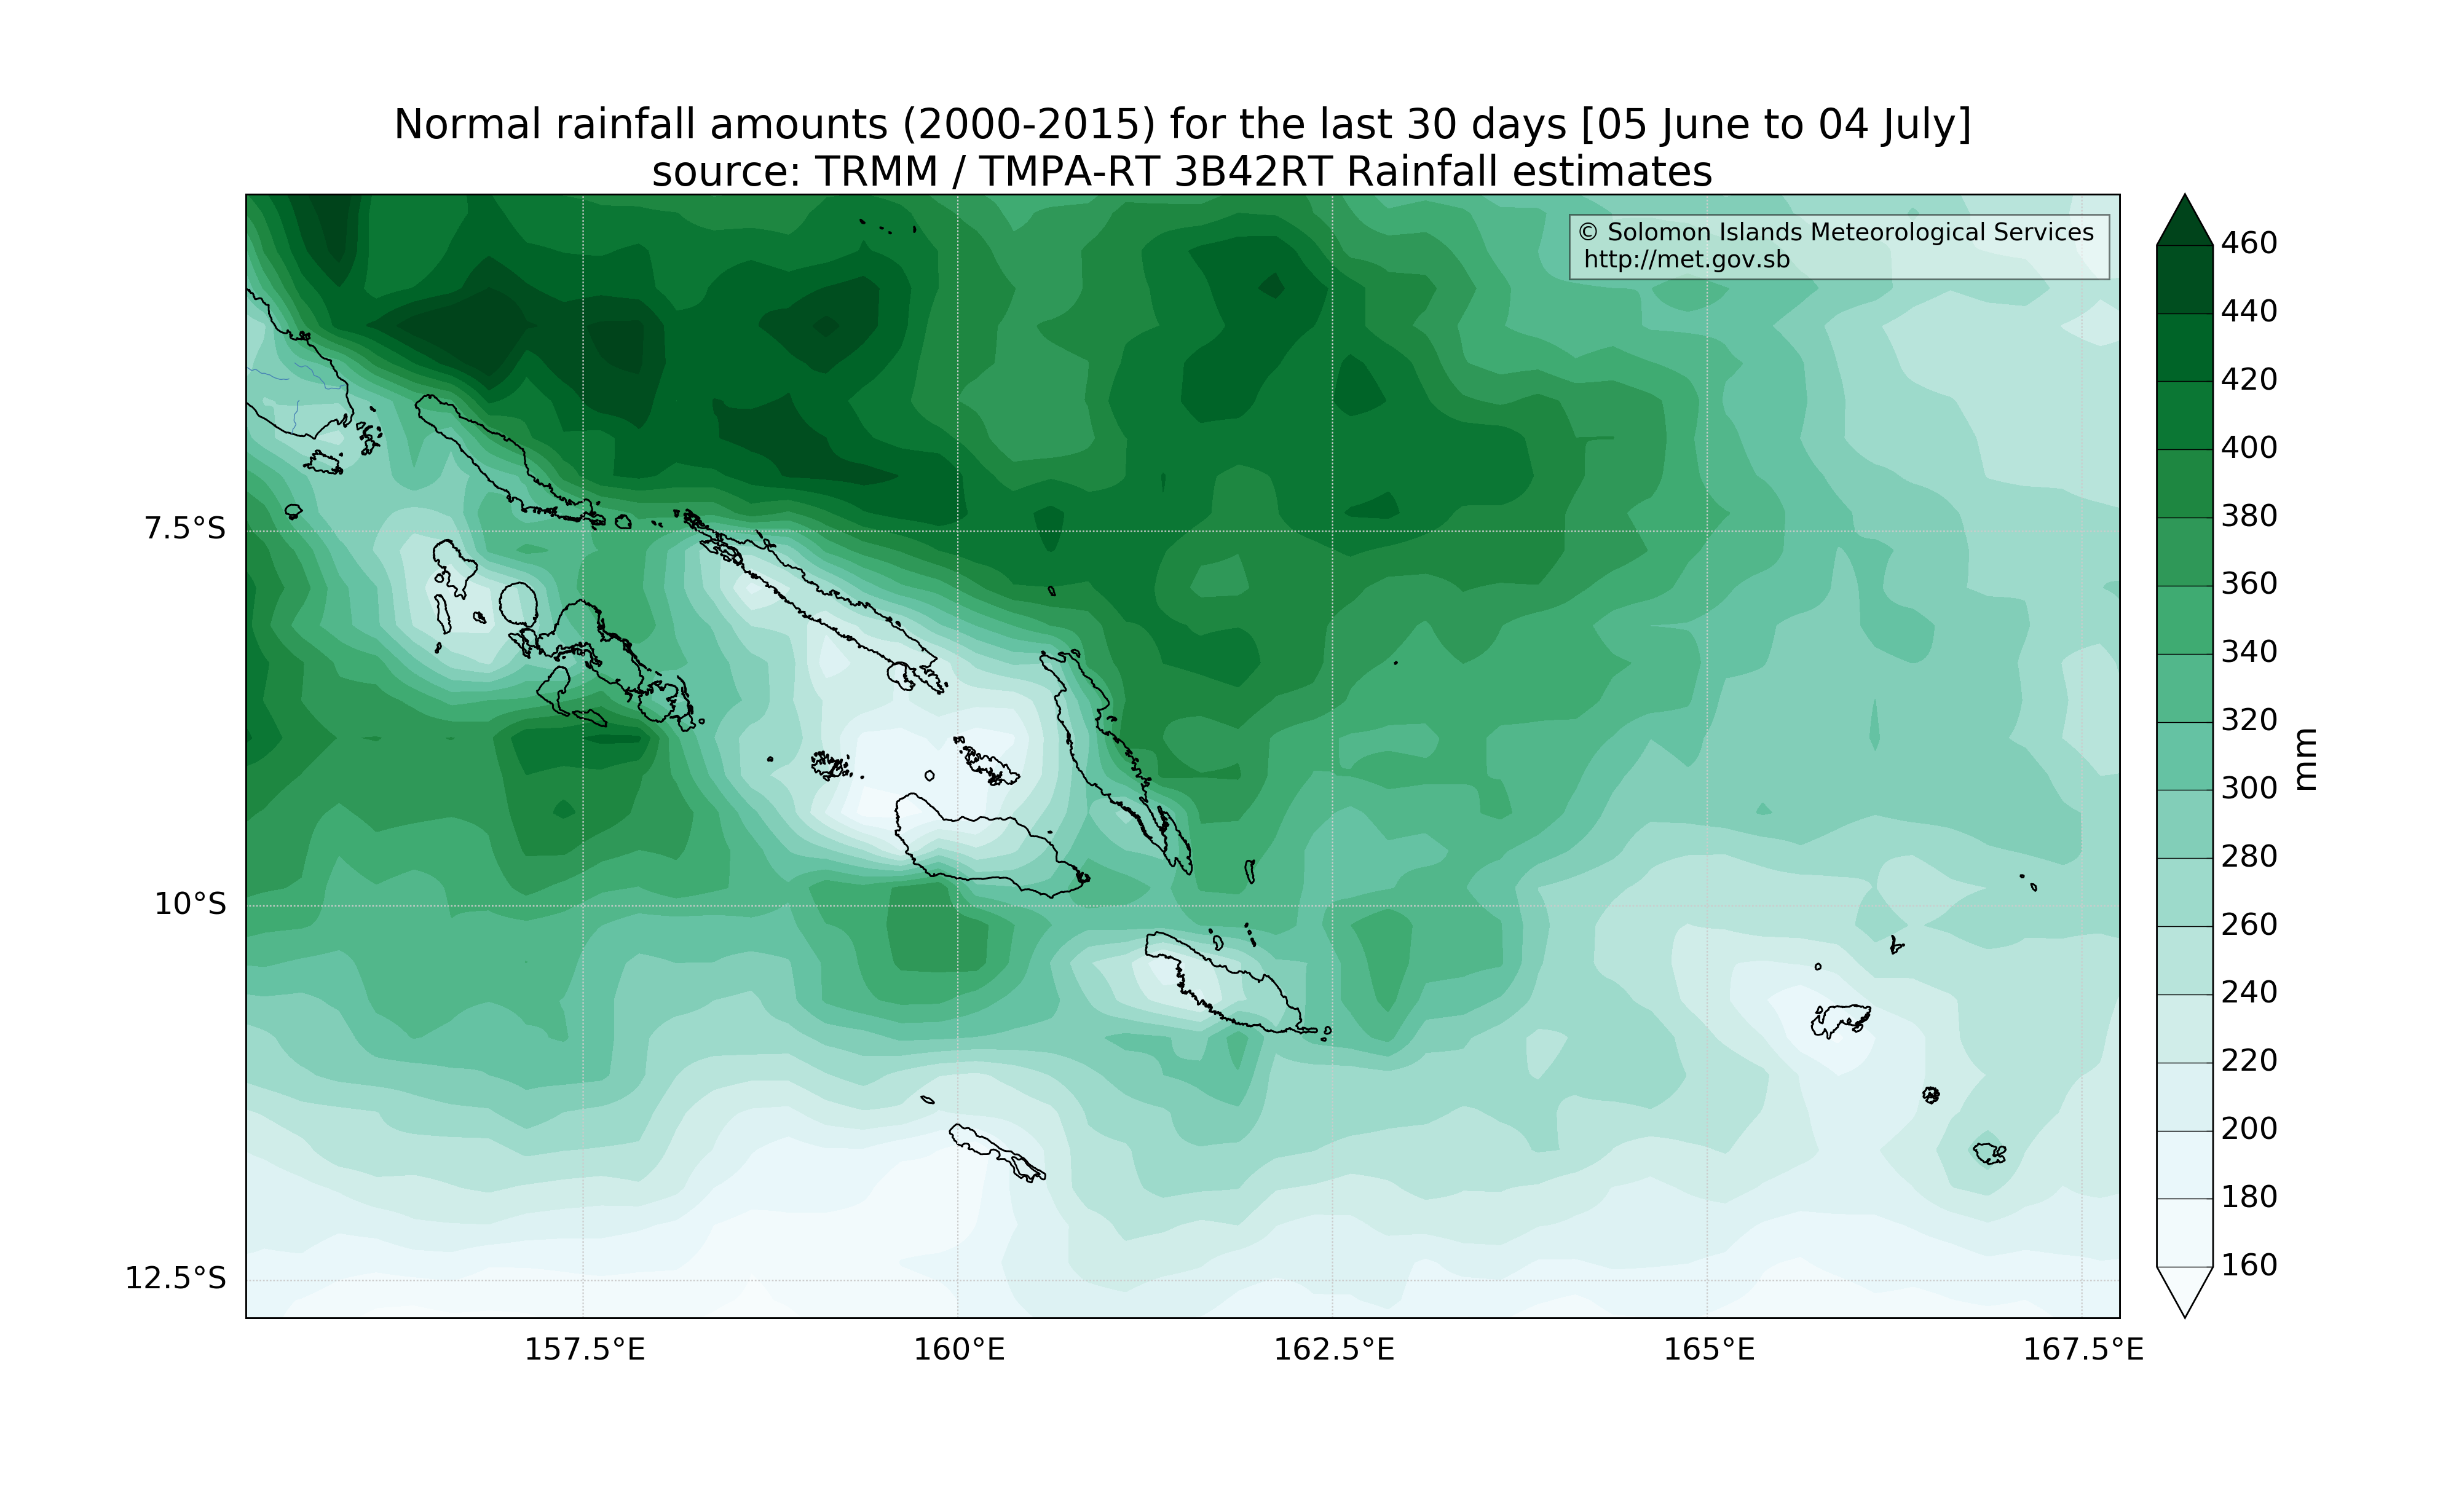 Normal rainfall amounts (2000-2015) for the last 30 days [05 June to 04 July]
source: TRMM / TMPA-RT 3B42RT Rainfall estimates
© Solomon Islands Meteorological Services
http://met.gov.sb
460
440
420
400
380
360
340
320
300
280
260
240
220
200
180
160
mm
7.5°S
10°S
12.5°S
157.5°E
160°E
162.5°E
165°E
167.5°E